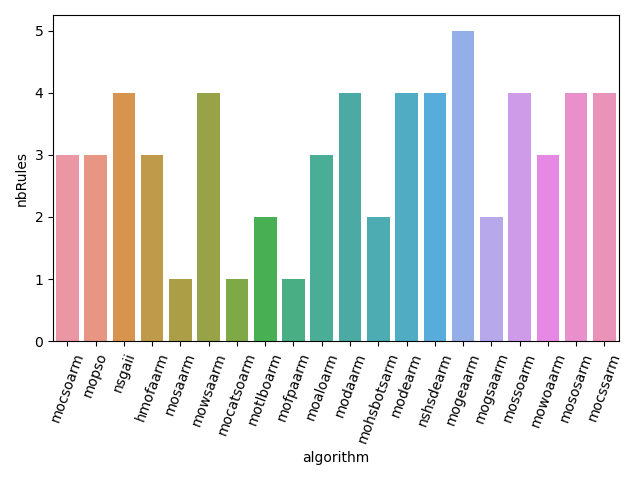 nbRules
5
4
3
2
1
0
mocsoarm
mopso
nsgaii
hmofaarm
mosaarm
mowsaarm
mocatsoarm
motlboarm
mofpaarm
moaloarm
modaarm
mohsbotsarm
modearm
nshsdearm
mogeaarm
mogsaarm
mossoarm
mowoaarm
mososarm
mocssarm
algorithm